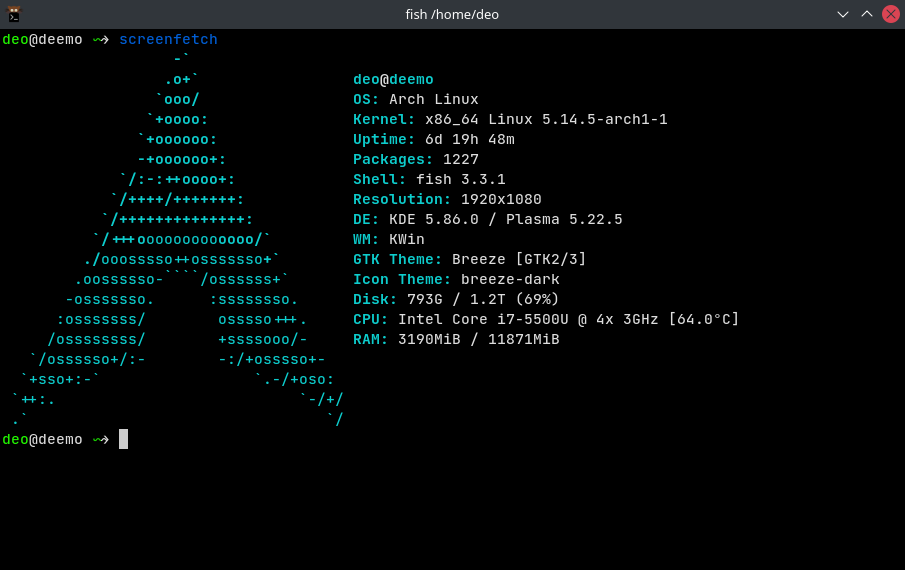 fish /home/deo
deo@deemo ⇝ screenfetch
-`
.o+`
deo@deemo
`ooo/
OS: Arch Linux
`+oooo:
Kernel: x86_64 Linux 5.14.5-arch1-1
`+oooooo:
Uptime: 6d 19h 48m
-+oooooo+:
Packages: 1227
`/:-:++oooo+:
Shell: fish 3.3.1
`/++++/+++++++:
Resolution: 1920x1080
`/++++++++++++++:
DE: KDE 5.86.0 / Plasma 5.22.5
`/+++ooooooooooooo/`
WM: KWin
./ooosssso++osssssso+`
GTK Theme: Breeze [GTK2/3]
.oossssso-````/ossssss+`
Icon Theme: breeze-dark
-osssssso.      :ssssssso.
Disk: 793G / 1.2T (69%)
:osssssss/        osssso+++.
CPU: Intel Core i7-5500U @ 4x 3GHz [64.0°C]
/ossssssss/        +ssssooo/-
RAM: 3190MiB / 11871MiB
`/ossssso+/:-        -:/+osssso+-
`+sso+:-`                 `.-/+oso:
`++:.                           `-/+/
.`                                 `/
deo@deemo ⇝